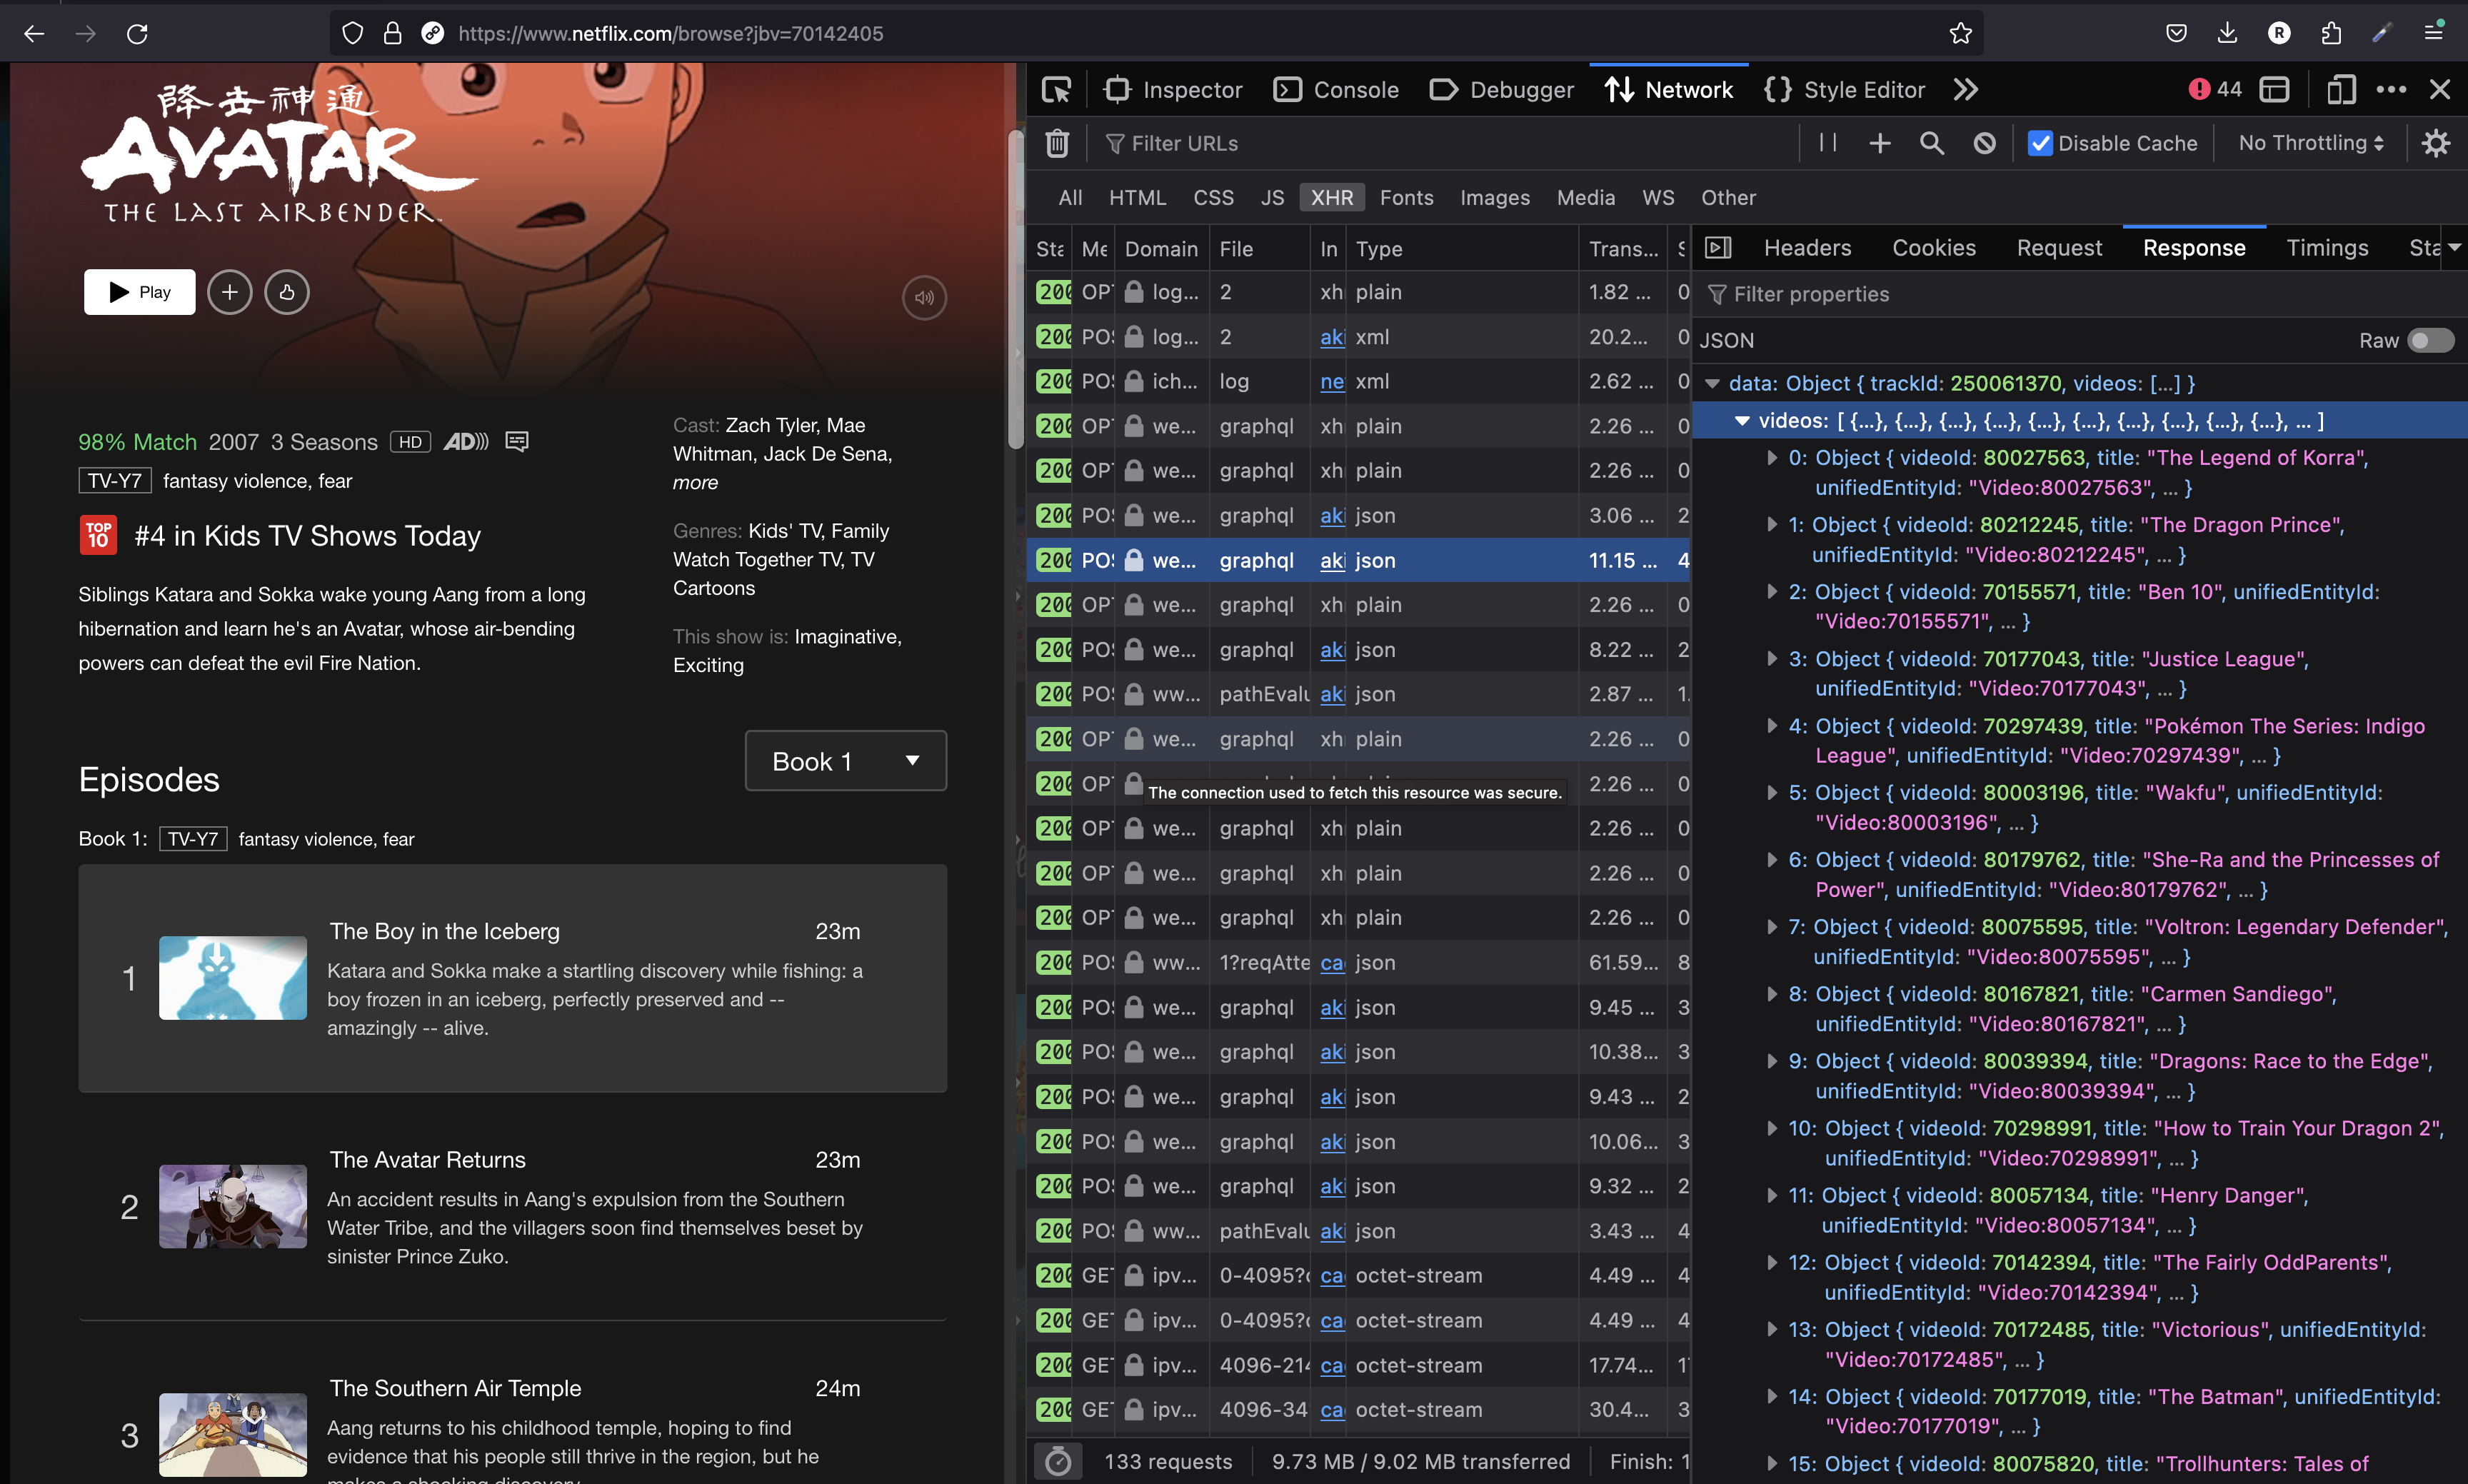 https://www.netflix.com/browse?jbv=70142405
R
降去神通
AVATAR
THE LAST AIRBENDER
Play
98% Match 2007 3 Seasons HD AD
TV-Y7 fantasy violence, fear
TOP 10 #4 in Kids TV Shows Today
Siblings Katara and Sokka wake young Aang from a long
hibernation and learn he's an Avatar, whose air-bending
powers can defeat the evil Fire Nation.
Cast: Zach Tyler, Mae
Whitman, Jack De Sena,
more
Genres: Kids' TV, Family
Watch Together TV, TV
Cartoons
This show is: Imaginative,
Exciting
Episodes
Book 1
Book 1: TV-Y7 fantasy violence, fear
1
The Boy in the Iceberg 23m
Katara and Sokka make a startling discovery while fishing: a
boy frozen in an iceberg, perfectly preserved and --
amazingly -- alive.
2
The Avatar Returns 23m
An accident results in Aang's expulsion from the Southern
Water Tribe, and the villagers soon find themselves beset by
sinister Prince Zuko.
3
The Southern Air Temple 24m
Aang returns to his childhood temple, hoping to find
evidence that his people still thrive in the region, but he
makes a shocking discovery.
Inspector Console Debugger Network Style Editor 44
Filter URLs Disable Cache No Throttling
All HTML CSS JS XHR Fonts Images Media WS Other
Sta Me Domain File In Type Trans... S
200 OPT log... 2 xh plain 1.82 ... 0
200 POS log... 2 aki xml 20.2... 0
200 POS ich... log ne xml 2.62 ... 0
200 OPT we... graphql xh plain 2.26 ... 0
200 OPT we... graphql xh plain 2.26 ... 0
200 POS we... graphql aki json 3.06 ... 2
200 POS we... graphql aki json 11.15 ... 4
200 OPT we... graphql xh plain 2.26 ... 0
200 POS we... graphql aki json 8.22 ... 2
200 POS ww... pathEvalu aki json 2.87 ... 1.
200 OPT we... graphql xh plain 2.26 ... 0
200 OPT 2.26 ... 0
The connection used to fetch this resource was secure.
200 OPT we... graphql xh plain 2.26 ... 0
200 OPT we... graphql xh plain 2.26 ... 0
200 OPT we... graphql xh plain 2.26 ... 0
200 POS ww... 1?reqAtte ca json 61.59... 8
200 POS we... graphql aki json 9.45 ... 3
200 POS we... graphql aki json 10.38... 3
200 POS we... graphql aki json 9.43 ... 2
200 POS we... graphql aki json 10.06... 3
200 POS we... graphql aki json 9.32 ... 2
200 POS ww... pathEvalu aki json 3.43 ... 4
200 GET ipv... 0-4095?c ca octet-stream 4.49 ... 4
200 GET ipv... 0-4095?c ca octet-stream 4.49 ... 4
200 GET ipv... 4096-214 ca octet-stream 17.74... 1
200 GET ipv... 4096-34 ca octet-stream 30.4... 3
133 requests 9.73 MB / 9.02 MB transferred Finish: 1
Headers Cookies Request Response Timings Sta
Filter properties
JSON Raw
data: Object { trackId: 250061370, videos: [...] }
videos: [ {...}, {...}, {...}, {...}, {...}, {...}, {...}, {...}, {...}, {...}, ... ]
0: Object { videoId: 80027563, title: "The Legend of Korra",
unifiedEntityId: "Video:80027563", ... }
1: Object { videoId: 80212245, title: "The Dragon Prince",
unifiedEntityId: "Video:80212245", ... }
2: Object { videoId: 70155571, title: "Ben 10", unifiedEntityId:
"Video:70155571", ... }
3: Object { videoId: 70177043, title: "Justice League",
unifiedEntityId: "Video:70177043", ... }
4: Object { videoId: 70297439, title: "Pokémon The Series: Indigo
League", unifiedEntityId: "Video:70297439", ... }
5: Object { videoId: 80003196, title: "Wakfu", unifiedEntityId:
"Video:80003196", ... }
6: Object { videoId: 80179762, title: "She-Ra and the Princesses of
Power", unifiedEntityId: "Video:80179762", ... }
7: Object { videoId: 80075595, title: "Voltron: Legendary Defender",
unifiedEntityId: "Video:80075595", ... }
8: Object { videoId: 80167821, title: "Carmen Sandiego",
unifiedEntityId: "Video:80167821", ... }
9: Object { videoId: 80039394, title: "Dragons: Race to the Edge",
unifiedEntityId: "Video:80039394", ... }
10: Object { videoId: 70298991, title: "How to Train Your Dragon 2",
unifiedEntityId: "Video:70298991", ... }
11: Object { videoId: 80057134, title: "Henry Danger",
unifiedEntityId: "Video:80057134", ... }
12: Object { videoId: 70142394, title: "The Fairly OddParents",
unifiedEntityId: "Video:70142394", ... }
13: Object { videoId: 70172485, title: "Victorious", unifiedEntityId:
"Video:70172485", ... }
14: Object { videoId: 70177019, title: "The Batman", unifiedEntityId:
"Video:70177019", ... }
15: Object { videoId: 80075820, title: "Trollhunters: Tales of